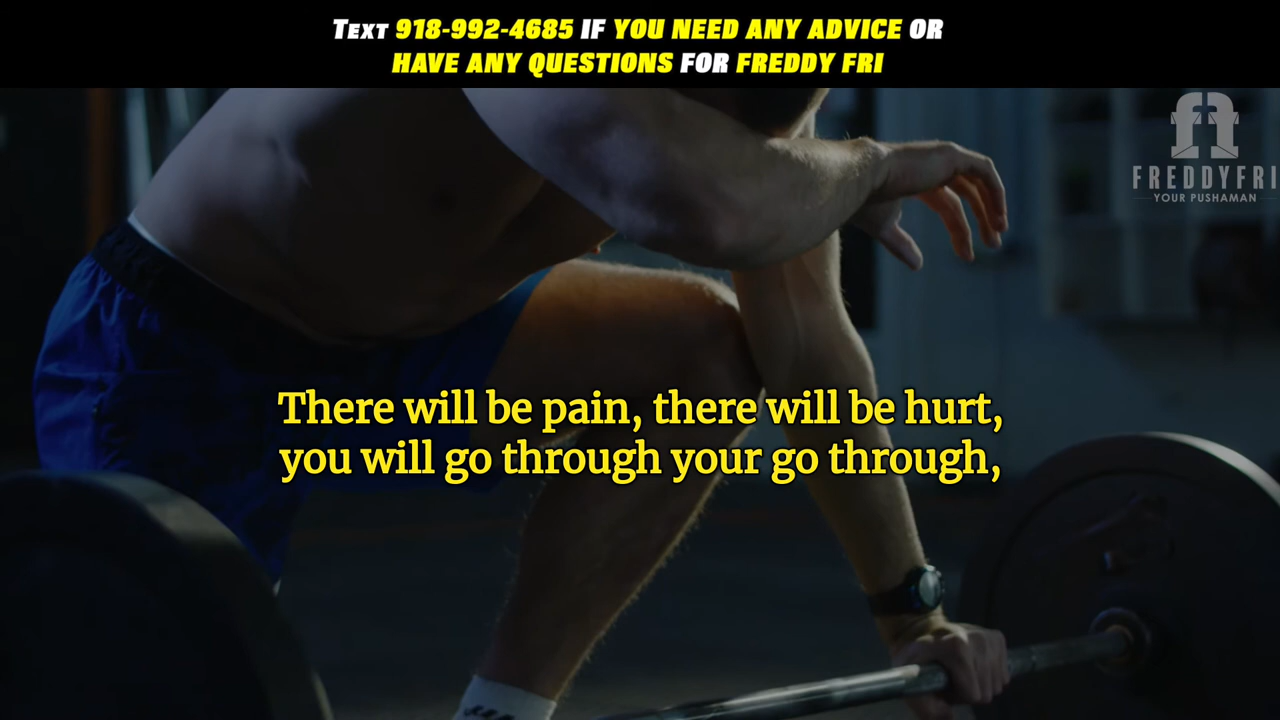 Text 918-992-4685 IF YOU NEED ANY ADVICE OR
HAVE ANY QUESTIONS FOR FREDDY FRI
FREDDYFRI
YOUR PUSHAMAN
There will be pain, there will be hurt,
you will go through your go through,